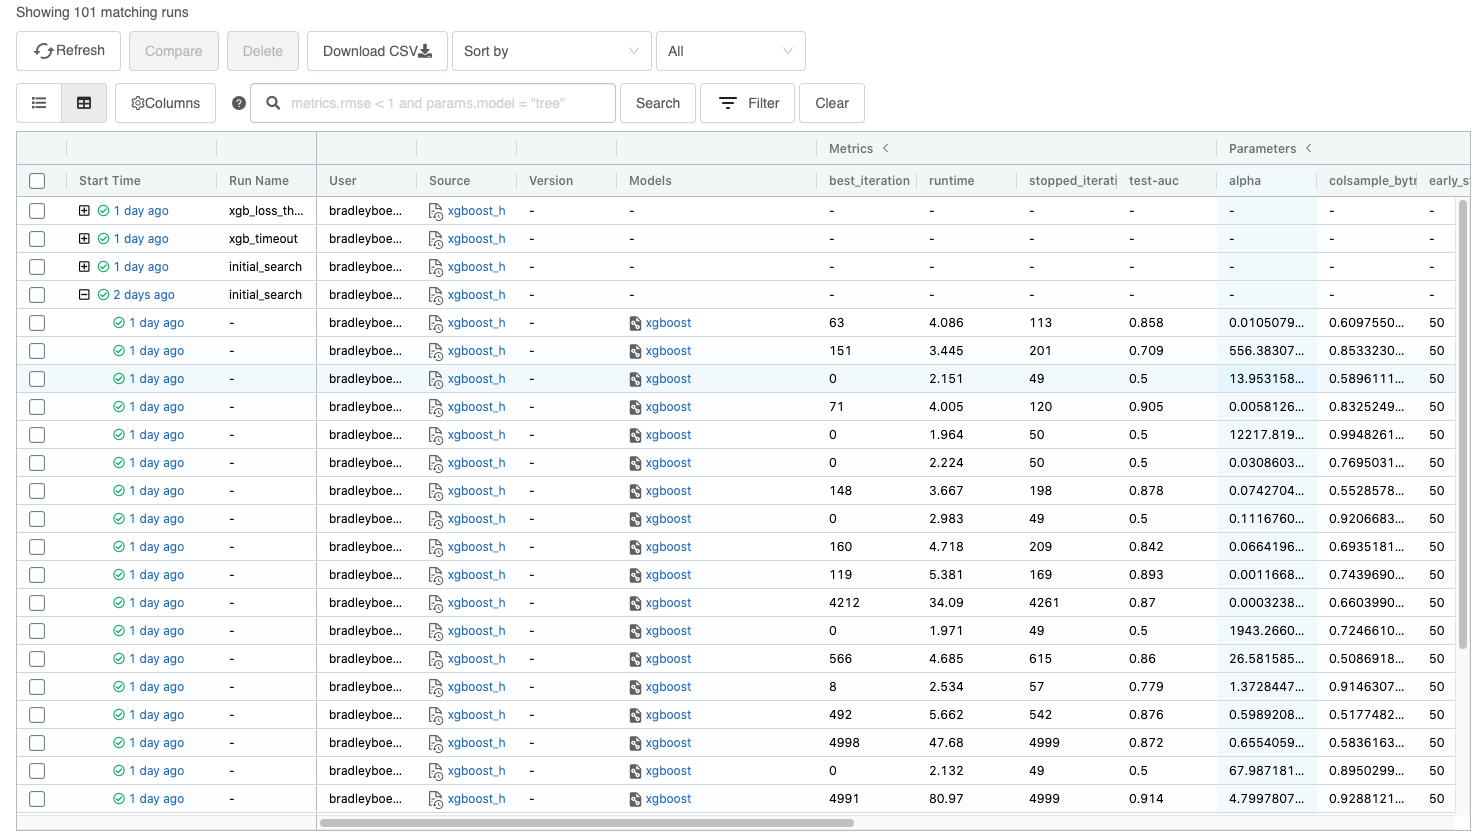 Showing 101 matching runs
Refresh Compare Delete Download CSV Sort by All
Columns metrics.rmse < 1 and params.model = "tree" Search Filter Clear
Metrics Parameters
Start Time Run Name User Source Version Models best_iteration runtime stopped_iterati test-auc alpha colsample_bytr early_s
1 day ago xgb_loss_th... bradleyboe... xgboost_h - - - - - - - - -
1 day ago xgb_timeout bradleyboe... xgboost_h - - - - - - - - -
1 day ago initial_search bradleyboe... xgboost_h - - - - - - - - -
2 days ago initial_search bradleyboe... xgboost_h - - - - - - - - -
1 day ago - bradleyboe... xgboost_h - xgboost 63 4.086 113 0.858 0.0105079... 0.6097550... 50
1 day ago - bradleyboe... xgboost_h - xgboost 151 3.445 201 0.709 556.38307... 0.8533230... 50
1 day ago - bradleyboe... xgboost_h - xgboost 0 2.151 49 0.5 13.953158... 0.5896111... 50
1 day ago - bradleyboe... xgboost_h - xgboost 71 4.005 120 0.905 0.0058126... 0.8325249... 50
1 day ago - bradleyboe... xgboost_h - xgboost 0 1.964 50 0.5 12217.819... 0.9948261... 50
1 day ago - bradleyboe... xgboost_h - xgboost 0 2.224 50 0.5 0.0308603... 0.7695031... 50
1 day ago - bradleyboe... xgboost_h - xgboost 148 3.667 198 0.878 0.0742704... 0.5528578... 50
1 day ago - bradleyboe... xgboost_h - xgboost 0 2.983 49 0.5 0.1116760... 0.9206683... 50
1 day ago - bradleyboe... xgboost_h - xgboost 160 4.718 209 0.842 0.0664196... 0.6935181... 50
1 day ago - bradleyboe... xgboost_h - xgboost 119 5.381 169 0.893 0.0011668... 0.7439690... 50
1 day ago - bradleyboe... xgboost_h - xgboost 4212 34.09 4261 0.87 0.0003238... 0.6603990... 50
1 day ago - bradleyboe... xgboost_h - xgboost 0 1.971 49 0.5 1943.2660... 0.7246610... 50
1 day ago - bradleyboe... xgboost_h - xgboost 566 4.685 615 0.86 26.581585... 0.5086918... 50
1 day ago - bradleyboe... xgboost_h - xgboost 8 2.534 57 0.779 1.3728447... 0.9146307... 50
1 day ago - bradleyboe... xgboost_h - xgboost 492 5.662 542 0.876 0.5989208... 0.5177482... 50
1 day ago - bradleyboe... xgboost_h - xgboost 4998 47.68 4999 0.872 0.6554059... 0.5836163... 50
1 day ago - bradleyboe... xgboost_h - xgboost 0 2.132 49 0.5 67.987181... 0.8950299... 50
1 day ago - bradleyboe... xgboost_h - xgboost 4991 80.97 4999 0.914 4.7997807... 0.9288121... 50